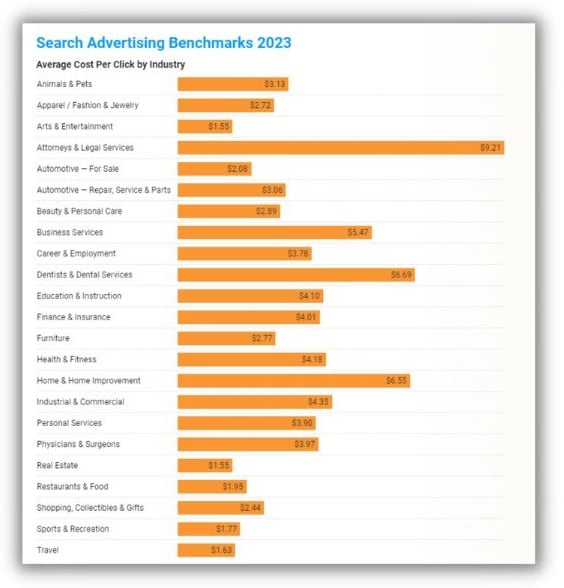 Search Advertising Benchmarks 2023
Average Cost Per Click by Industry
Animals & Pets $3.13
Apparel / Fashion & Jewelry $2.72
Arts & Entertainment $1.55
Attorneys & Legal Services $9.21
Automotive — For Sale $2.08
Automotive — Repair, Service & Parts $3.06
Beauty & Personal Care $2.89
Business Services $5.47
Career & Employment $3.78
Dentists & Dental Services $6.69
Education & Instruction $4.10
Finance & Insurance $4.01
Furniture $2.77
Health & Fitness $4.18
Home & Home Improvement $6.55
Industrial & Commercial $4.35
Personal Services $3.90
Physicians & Surgeons $3.97
Real Estate $1.55
Restaurants & Food $1.95
Shopping, Collectibles & Gifts $2.44
Sports & Recreation $1.77
Travel $1.63